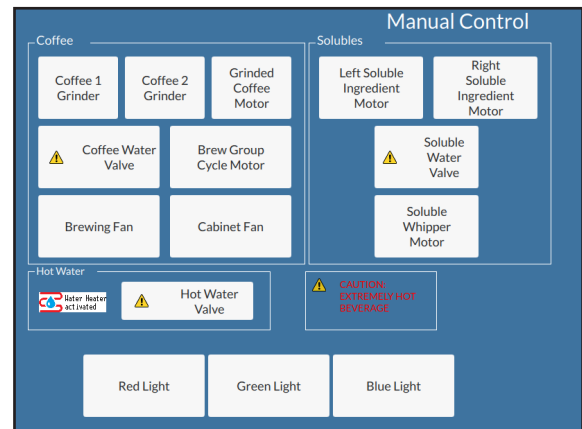 Manual Control
Coffee
Coffee 1
Grinder
Coffee 2
Grinder
Grinded
Coffee
Motor
Coffee Water
Valve
Brew Group
Cycle Motor
Brewing Fan
Cabinet Fan
Solubles
Left Soluble
Ingredient
Motor
Right
Soluble
Ingredient
Motor
Soluble
Water
Valve
Soluble
Whipper
Motor
Hot Water
Water Heater
activated
Hot Water
Valve
CAUTION:
EXTREMELY HOT
BEVERAGE
Red Light
Green Light
Blue Light